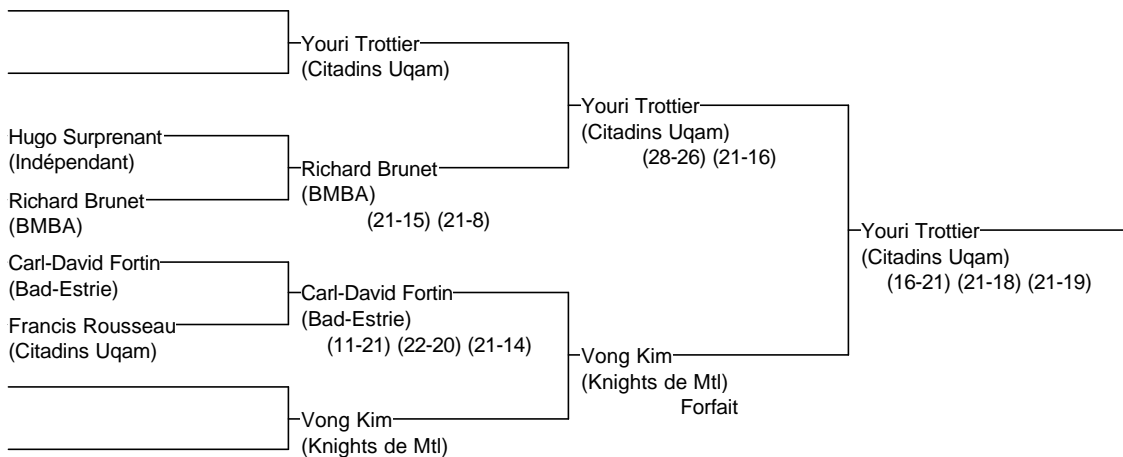 Youri Trottier
(Citadins Uqam)
Hugo Surprenant
(Indépendant)
Richard Brunet
(BMBA)
Richard Brunet
(BMBA)
(21-15) (21-8)
Youri Trottier
(Citadins Uqam)
(28-26) (21-16)
Carl-David Fortin
(Bad-Estrie)
Francis Rousseau
(Citadins Uqam)
Carl-David Fortin
(Bad-Estrie)
(11-21) (22-20) (21-14)
Vong Kim
(Knights de Mtl)
Vong Kim
(Knights de Mtl)
Forfait
Youri Trottier
(Citadins Uqam)
(16-21) (21-18) (21-19)